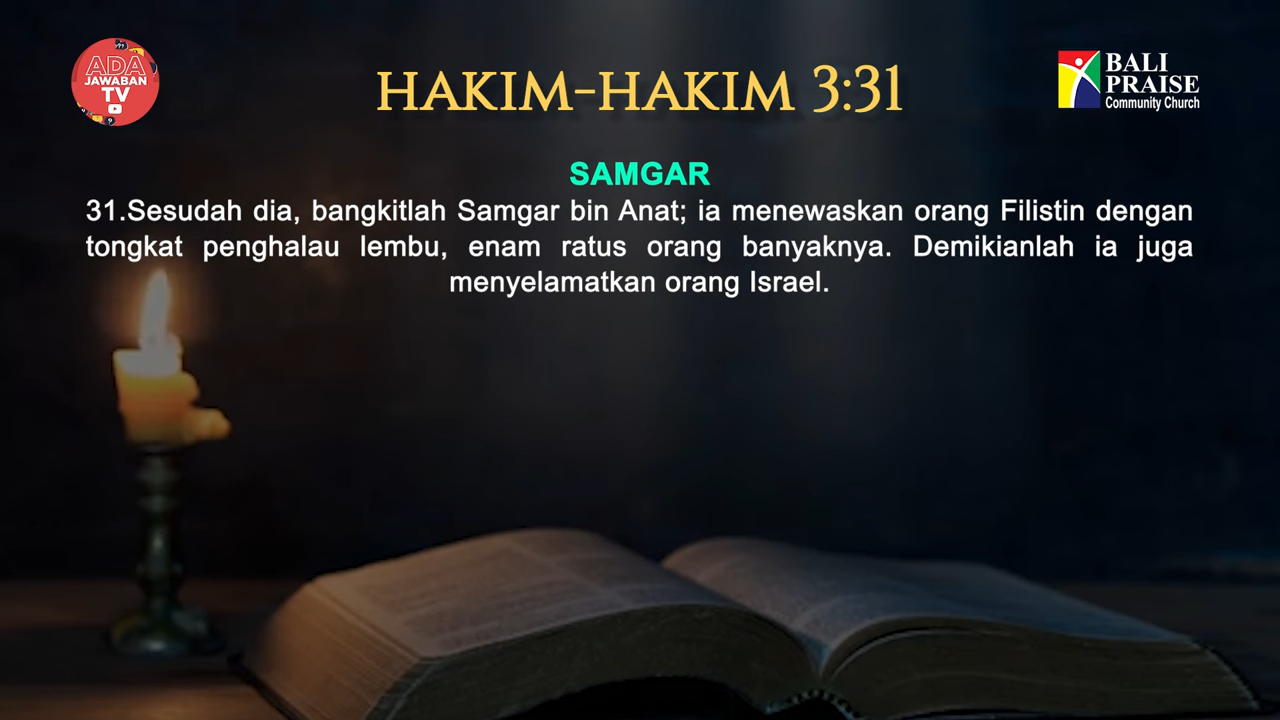 ADA
JAWABAN
TV
HAKIM-HAKIM 3:31
BALI
PRAISE
Community Church
SAMGAR
31.Sesudah dia, bangkitlah Samgar bin Anat; ia menewaskan orang Filistin dengan
tongkat penghalau lembu, enam ratus orang banyaknya. Demikianlah ia juga
menyelamatkan orang Israel.